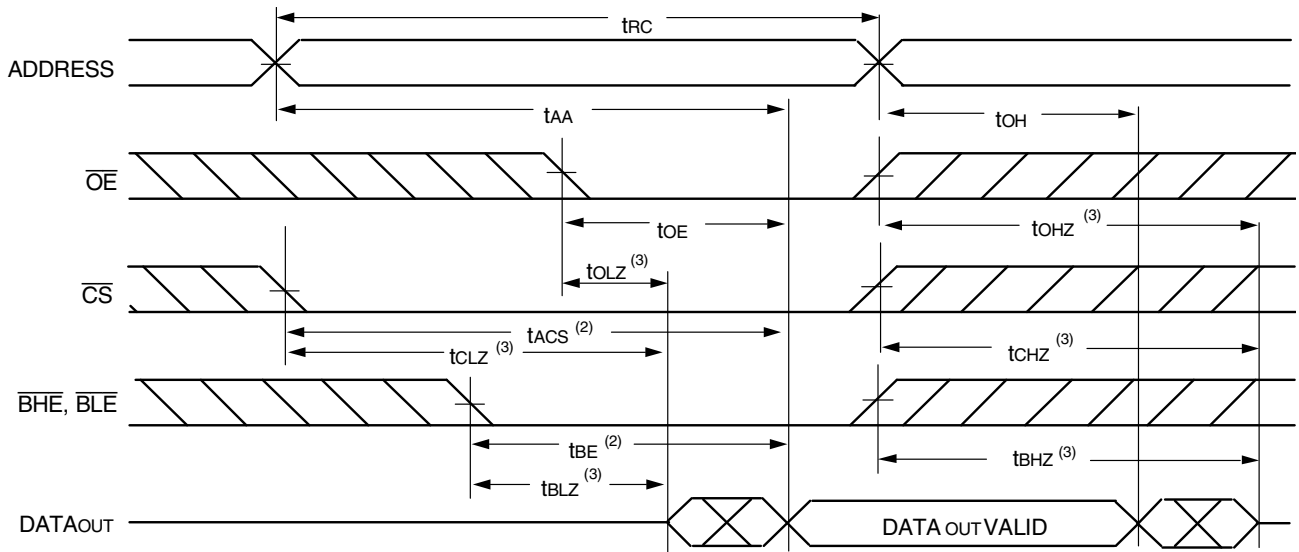 tRC
ADDRESS
tAA
tOH
OE
tOE
tOHZ (3)
tOLZ (3)
CS
tACS (2)
tCLZ (3)
tCHZ (3)
BHE, BLE
tBE (2)
tBHZ (3)
tBLZ (3)
DATAOUT
DATA OUT VALID